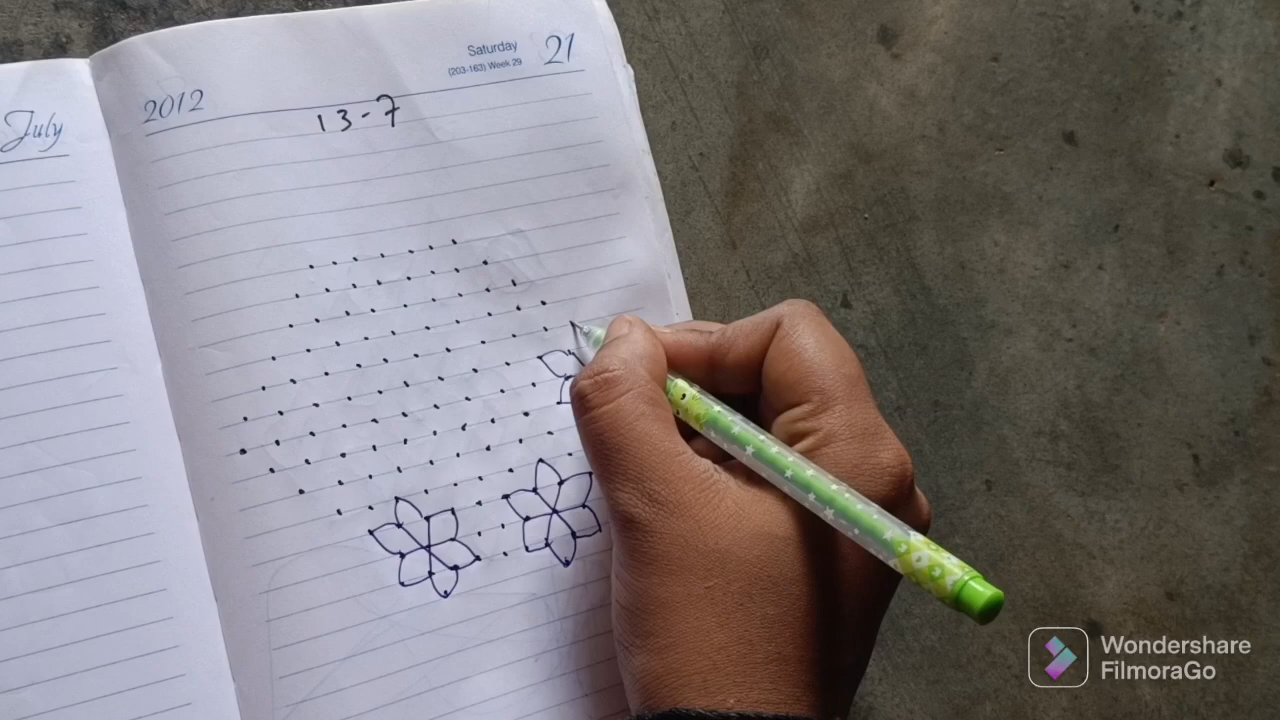 July
2012
Saturday
21
(203-163) Week 29
13-7
Wondershare
FilmoraGo